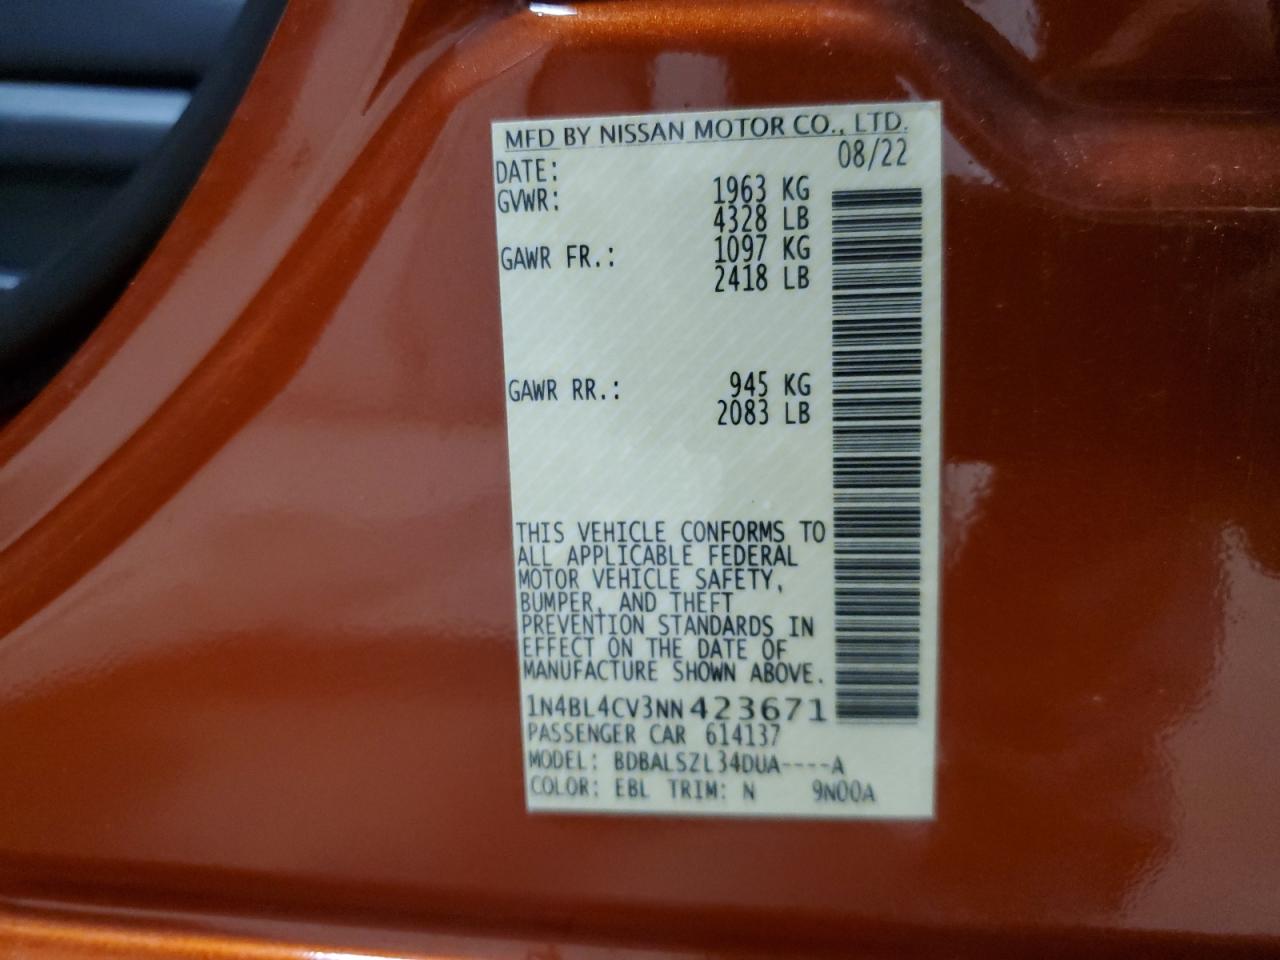 MFD BY NISSAN MOTOR CO., LTD.
DATE: 08/22
GVWR: 1963 KG
4328 LB
GAWR FR.: 1097 KG
2418 LB
GAWR RR.: 945 KG
2083 LB
THIS VEHICLE CONFORMS TO
ALL APPLICABLE FEDERAL
MOTOR VEHICLE SAFETY,
BUMPER, AND THEFT
PREVENTION STANDARDS IN
EFFECT ON THE DATE OF
MANUFACTURE SHOWN ABOVE.
1N4BL4CV3NN423671
PASSENGER CAR 614137
MODEL: BDBALSZL34DUA----A
COLOR: EBL TRIM: N 9N00A